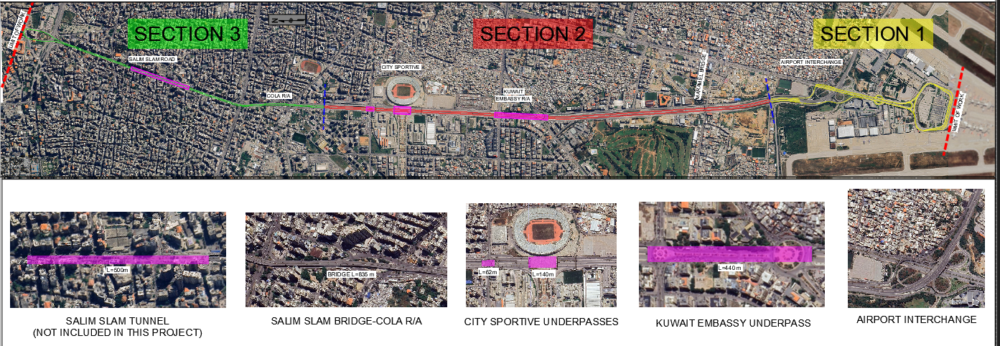 SECTION 3
SECTION 2
SECTION 1
LIMIT OF WORK
SALIM SLAM ROAD
COLA R/A
CITY SPORTIVE
KUWAIT
EMBASSY R/A
AIRPORT INTERCHANGE
LIMIT OF WORK
L=500m
BRIDGE L=835 m
L=62m
L=140m
L=440 m
SALIM SLAM TUNNEL
(NOT INCLUDED IN THIS PROJECT)
SALIM SLAM BRIDGE-COLA R/A
CITY SPORTIVE UNDERPASSES
KUWAIT EMBASSY UNDERPASS
AIRPORT INTERCHANGE